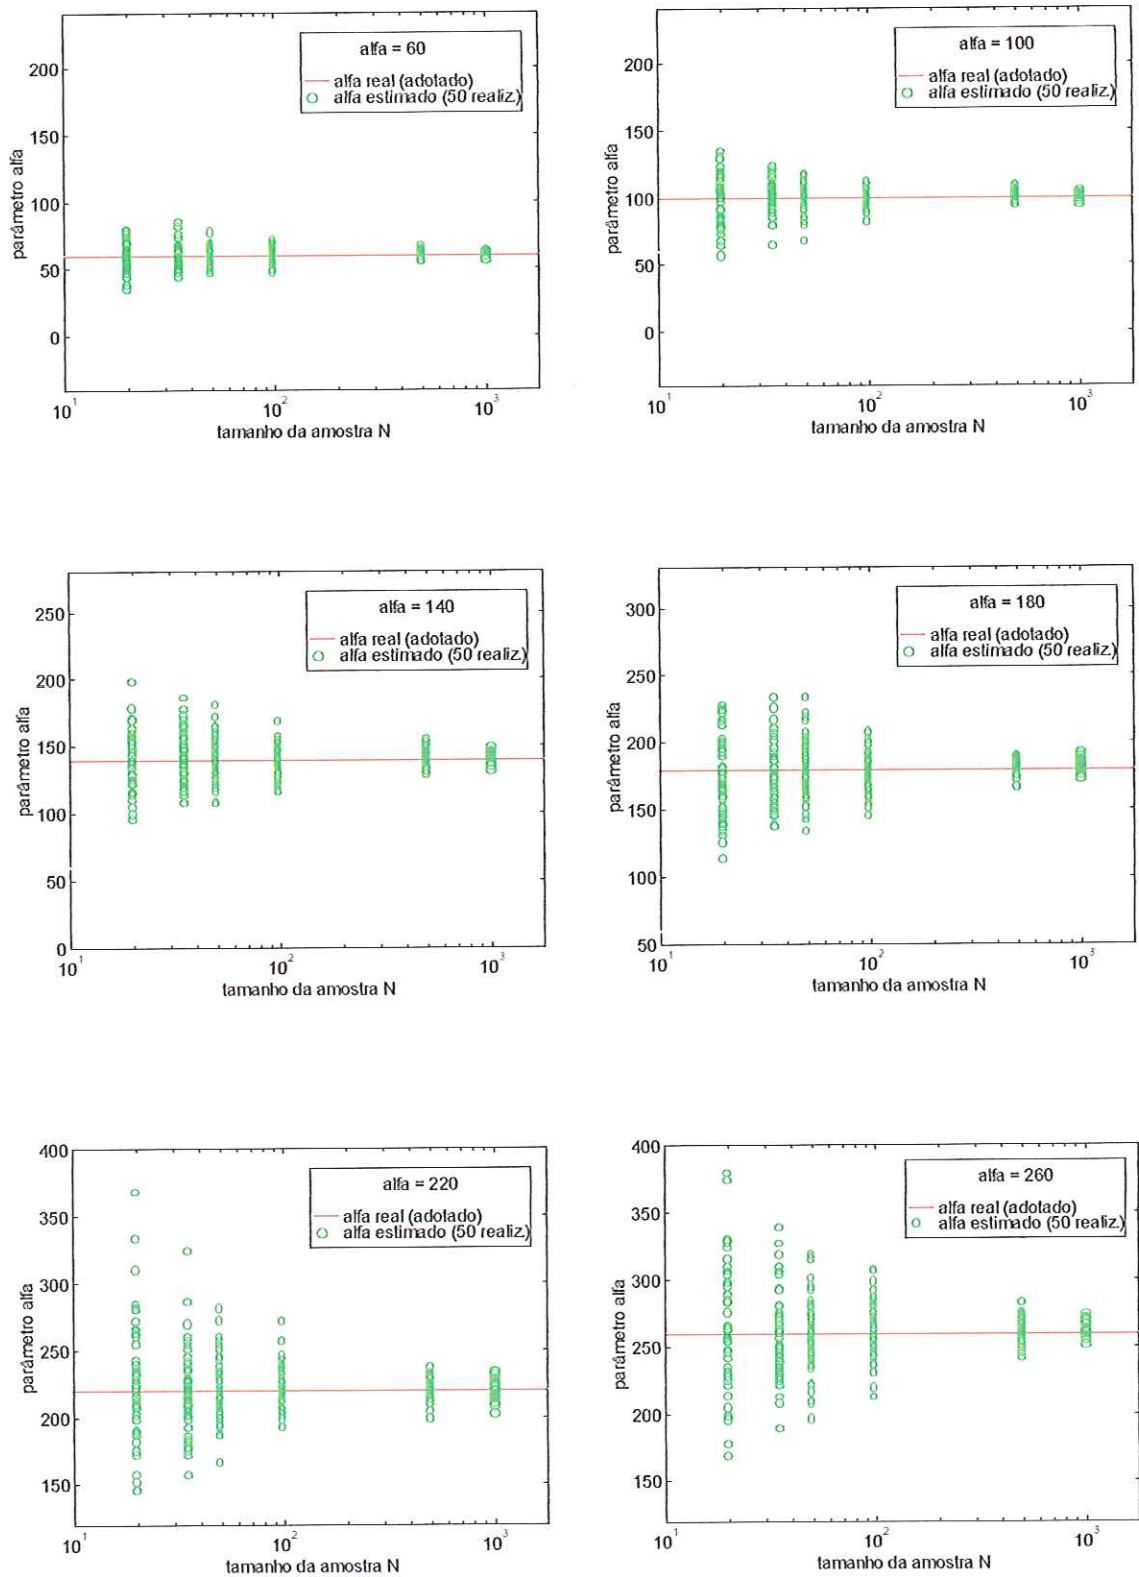 alfa = 60
alfa real (adotado)
alfa estimado (50 realiz.)
200
150
100
50
0
parâmetro alfa
10¹ 10² 10³
tamanho da amostra N
alfa = 100
alfa real (adotado)
alfa estimado (50 realiz.)
200
150
100
50
0
parâmetro alfa
10¹ 10² 10³
tamanho da amostra N
alfa = 140
alfa real (adotado)
alfa estimado (50 realiz.)
250
200
150
100
50
0
parâmetro alfa
10¹ 10² 10³
tamanho da amostra N
alfa = 180
alfa real (adotado)
alfa estimado (50 realiz.)
300
250
200
150
100
50
parâmetro alfa
10¹ 10² 10³
tamanho da amostra N
alfa = 220
alfa real (adotado)
alfa estimado (50 realiz.)
400
350
300
250
200
150
parâmetro alfa
10¹ 10² 10³
tamanho da amostra N
alfa = 260
alfa real (adotado)
alfa estimado (50 realiz.)
400
350
300
250
200
150
parâmetro alfa
10¹ 10² 10³
tamanho da amostra N